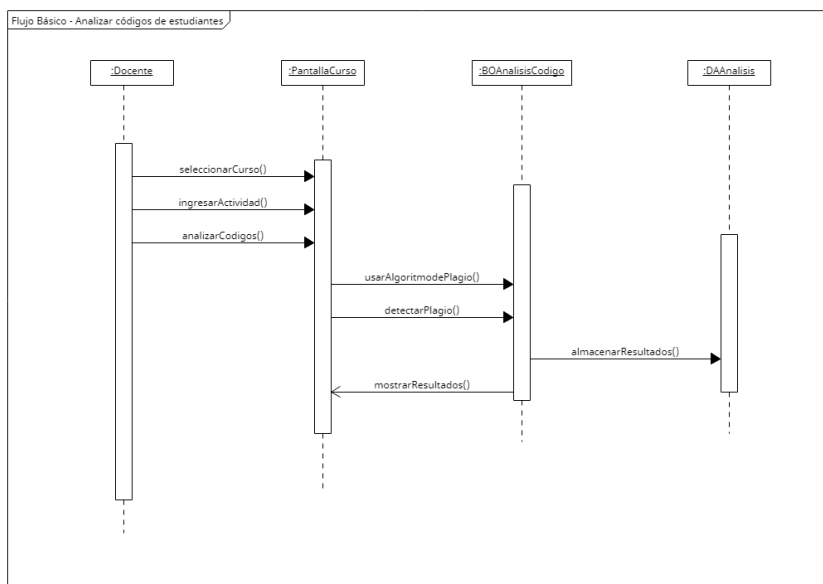 Flujo Básico - Analizar códigos de estudiantes
:Docente
:PantallaCurso
:BOAnalisisCodigo
:DAAnalisis
seleccionarCurso()
ingresarActividad()
analizarCodigos()
usarAlgoritmodePlagio()
detectarPlagio()
almacenarResultados()
mostrarResultados()